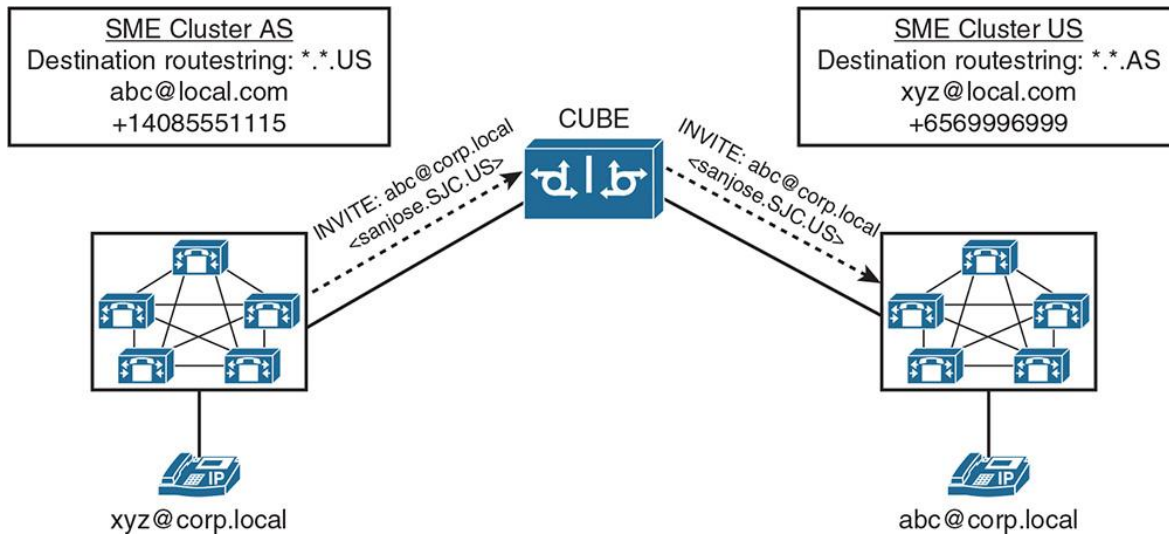 SME Cluster AS
Destination routestring: *.*.US
abc@local.com
+14085551115
SME Cluster US
Destination routestring: *.*.AS
xyz@local.com
+6569996999
CUBE
INVITE: abc@corp.local
<sanjose.SJC.US>
INVITE: abc@corp.local
<sanjose.SJC.US>
IP
xyz@corp.local
IP
abc@corp.local